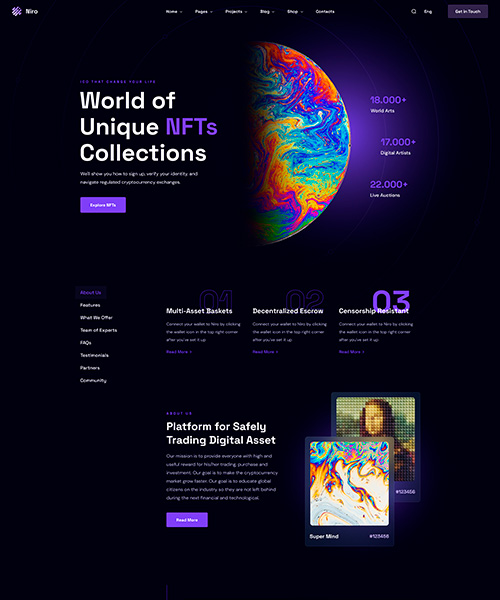 Niro
Home
Pages
Projects
Blog
Shop
Contacts
Eng
Get in Touch
ICO THAT CHANGE YOUR LIFE
World of
Unique NFTs
Collections
We'll show you how to sign up, verify your identity, and
navigate regulated cryptocurrency exchanges.
Explore NFTs
18.000+
World Arts
17.000+
Digital Artists
22.000+
Live Auctions
About Us
Features
What We Offer
Team of Experts
FAQs
Testimonials
Partners
Community
01
Multi-Asset Baskets
Connect your wallet to Niro by clicking
the wallet icon in the top right corner
after you've set it up
Read More
02
Decentralized Escrow
Connect your wallet to Niro by clicking
the wallet icon in the top right corner
after you've set it up
Read More
03
Censorship Resistant
Connect your wallet to Niro by clicking
the wallet icon in the top right corner
after you've set it up
Read More
ABOUT US
Platform for Safely
Trading Digital Asset
Our mission is to provide everyone with high and
useful reward for his/her trading, purchase and
investment. Our goal is to make the cryptocurrency
market grow faster. Our goal is to educate global
citizens on the industry so they are not left behind
during the next financial and technological.
Read More
#123456
Super Mind
#123456